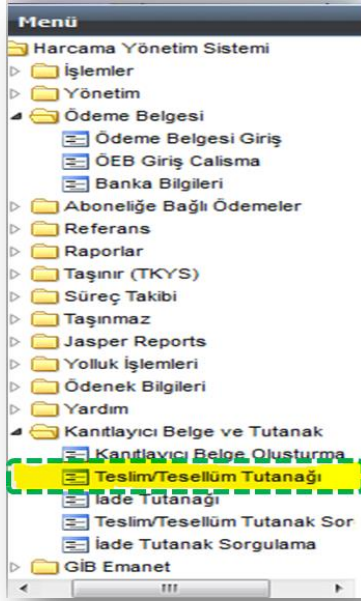 Menü
Harcama Yönetim Sistemi
İşlemler
Yönetim
Ödeme Belgesi
Ödeme Belgesi Giriş
ÖEB Giriş Calisma
Banka Bilgileri
Aboneliğe Bağlı Ödemeler
Referans
Raporlar
Taşınır (TKYS)
Süreç Takibi
Taşınmaz
Jasper Reports
Yolluk İşlemleri
Ödenek Bilgileri
Yardım
Kanıtlayıcı Belge ve Tutanak
Kanıtlayıcı Belge Oluşturma
Teslim/Tesellüm Tutanağı
İade Tutanağı
Teslim/Tesellüm Tutanak Sor
İade Tutanak Sorgulama
GİB Emanet